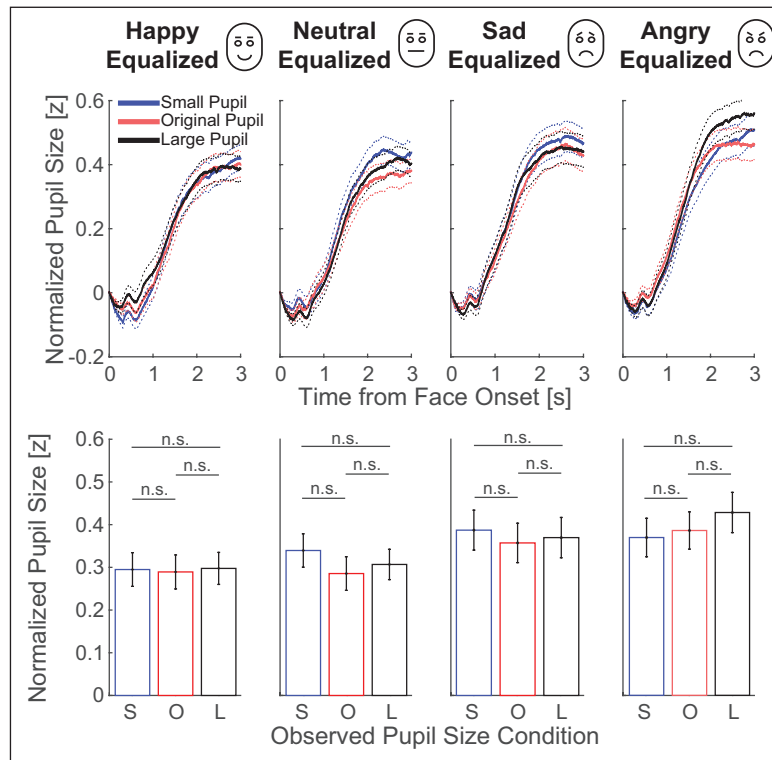 Happy Equalized
Neutral Equalized
Sad Equalized
Angry Equalized
Normalized Pupil Size [z]
0.6
0.4
0.2
0
-0.2
Small Pupil
Original Pupil
Large Pupil
0 1 2 3
0 1 2 3
0 1 2 3
0 1 2 3
Time from Face Onset [s]
Normalized Pupil Size [z]
0.6
0.5
0.4
0.3
0.2
0.1
0
n.s.
n.s.
n.s.
n.s.
n.s.
n.s.
n.s.
n.s.
n.s.
n.s.
n.s.
n.s.
S O L
S O L
S O L
S O L
Observed Pupil Size Condition